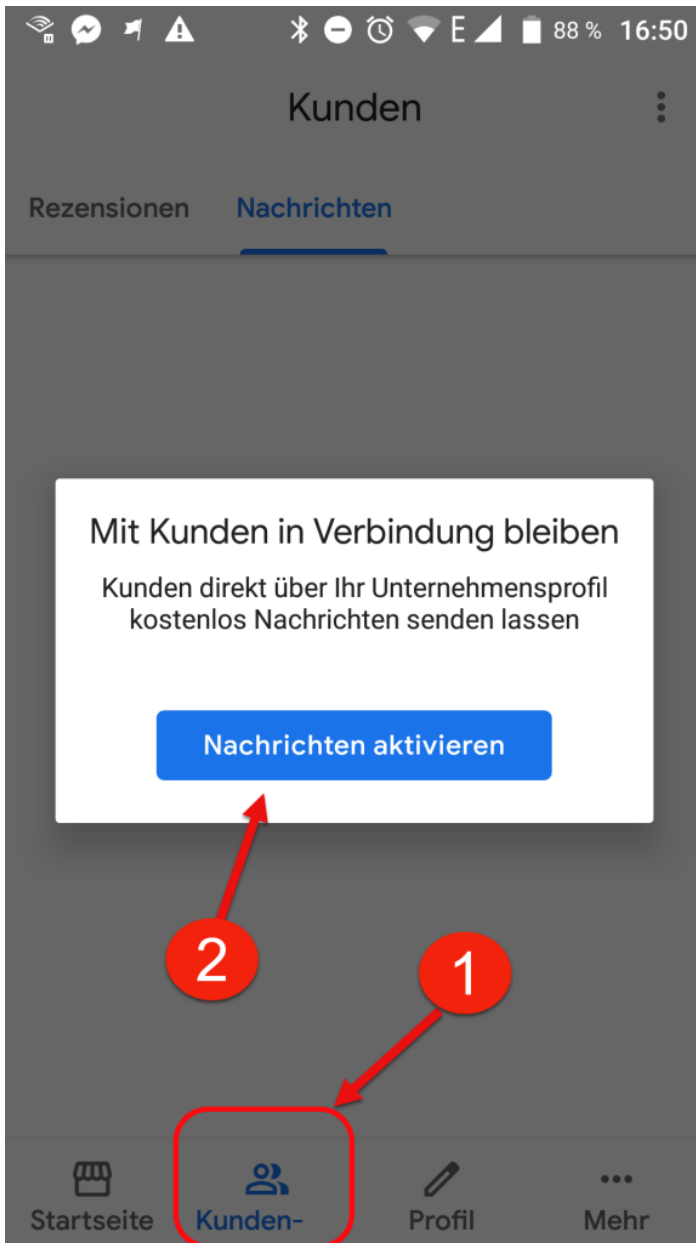 E 88 % 16:50
Kunden
Rezensionen Nachrichten
Mit Kunden in Verbindung bleiben
Kunden direkt über Ihr Unternehmensprofil
kostenlos Nachrichten senden lassen
Nachrichten aktivieren
2
1
Startseite Kunden- Profil Mehr